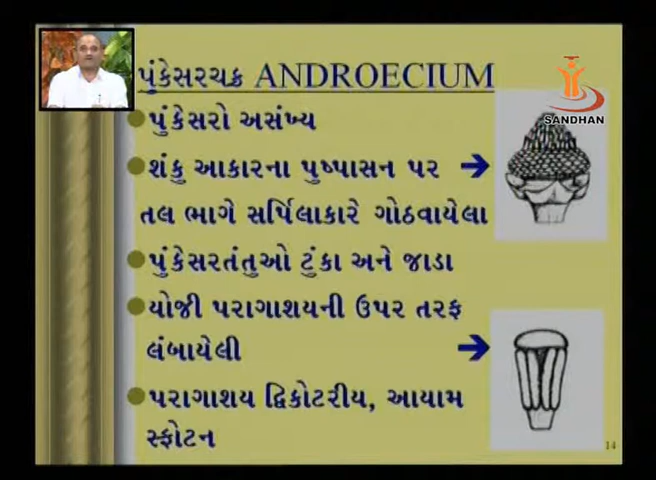 પુંકેસરચક્ર ANDROECIUM
SANDHAN
પુંકેસરો અસંખ્ય
શંકુ આકારના પુષ્પાસન પર
તલ ભાગે સર્પિલાકારે ગોઠવાયેલા
પુંકેસરતંતુઓ ટુંકા અને જાડા
યોજી પરાગાશયની ઉપર તરફ
લંબાયેલી
પરાગાશય દ્વિકોટરીય, આયામ
સ્ફોટન
14